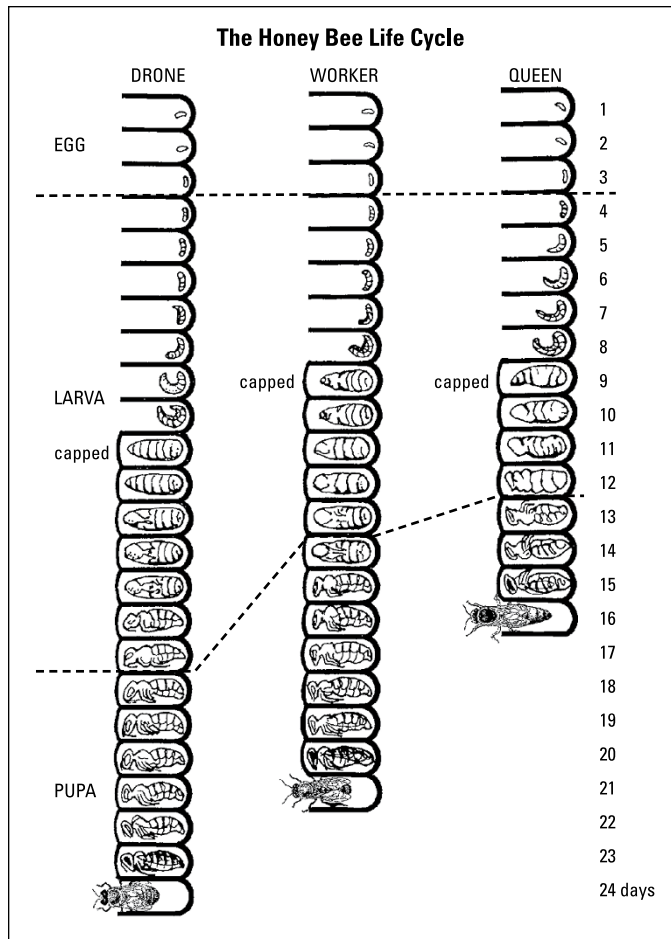 The Honey Bee Life Cycle
DRONE WORKER QUEEN
1
EGG 2
3
4
5
6
7
8
capped capped 9
LARVA 10
capped 11
12
13
14
15
16
17
18
19
20
PUPA 21
22
23
24 days